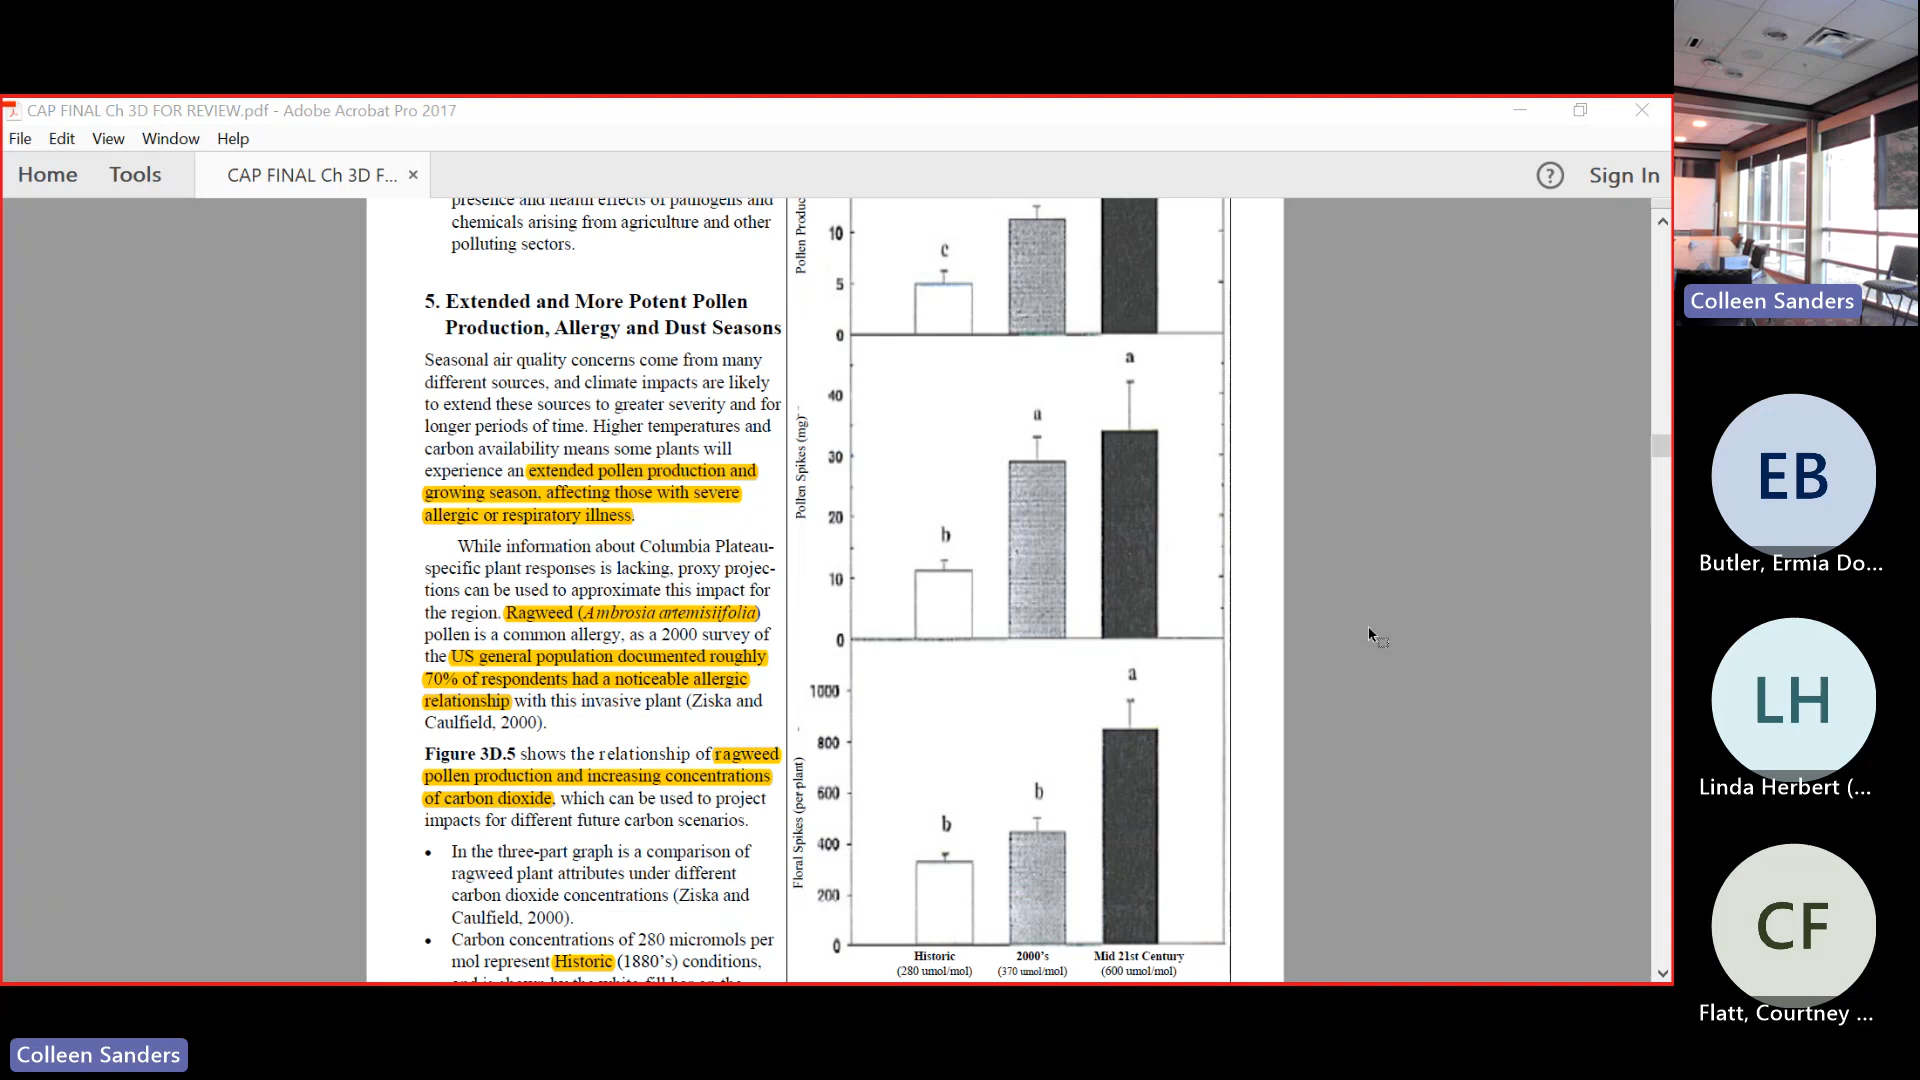 CAP FINAL Ch 3D FOR REVIEW.pdf - Adobe Acrobat Pro 2017
File Edit View Window Help
Home Tools CAP FINAL Ch 3D F... × ? Sign In
presence and health effects of pathogens and
chemicals arising from agriculture and other
polluting sectors.
5. Extended and More Potent Pollen
Production, Allergy and Dust Seasons
Seasonal air quality concerns come from many
different sources, and climate impacts are likely
to extend these sources to greater severity and for
longer periods of time. Higher temperatures and
carbon availability means some plants will
experience an extended pollen production and
growing season, affecting those with severe
allergic or respiratory illness.
While information about Columbia Plateau-
specific plant responses is lacking, proxy projec-
tions can be used to approximate this impact for
the region. Ragweed (Ambrosia artemisiifolia)
pollen is a common allergy, as a 2000 survey of
the US general population documented roughly
70% of respondents had a noticeable allergic
relationship with this invasive plant (Ziska and
Caulfield, 2000).
Figure 3D.5 shows the relationship of ragweed
pollen production and increasing concentrations
of carbon dioxide, which can be used to project
impacts for different future carbon scenarios.
• In the three-part graph is a comparison of
ragweed plant attributes under different
carbon dioxide concentrations (Ziska and
Caulfield, 2000).
• Carbon concentrations of 280 micromols per
mol represent Historic (1880's) conditions,
Pollen Produc
10
5
0
c
Pollen Spikes (mg)
40
30
20
10
0
b
a
a
Floral Spikes (per plant)
1000
800
600
400
200
0
b
b
a
Historic 2000's Mid 21st Century
(280 umol/mol) (370 umol/mol) (600 umol/mol)
Colleen Sanders
EB
Butler, Ermia Do...
LH
Linda Herbert (...
CF
Flatt, Courtney ...
Colleen Sanders